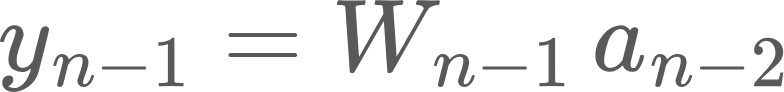 y_{n-1} = W_{n-1} a_{n-2}